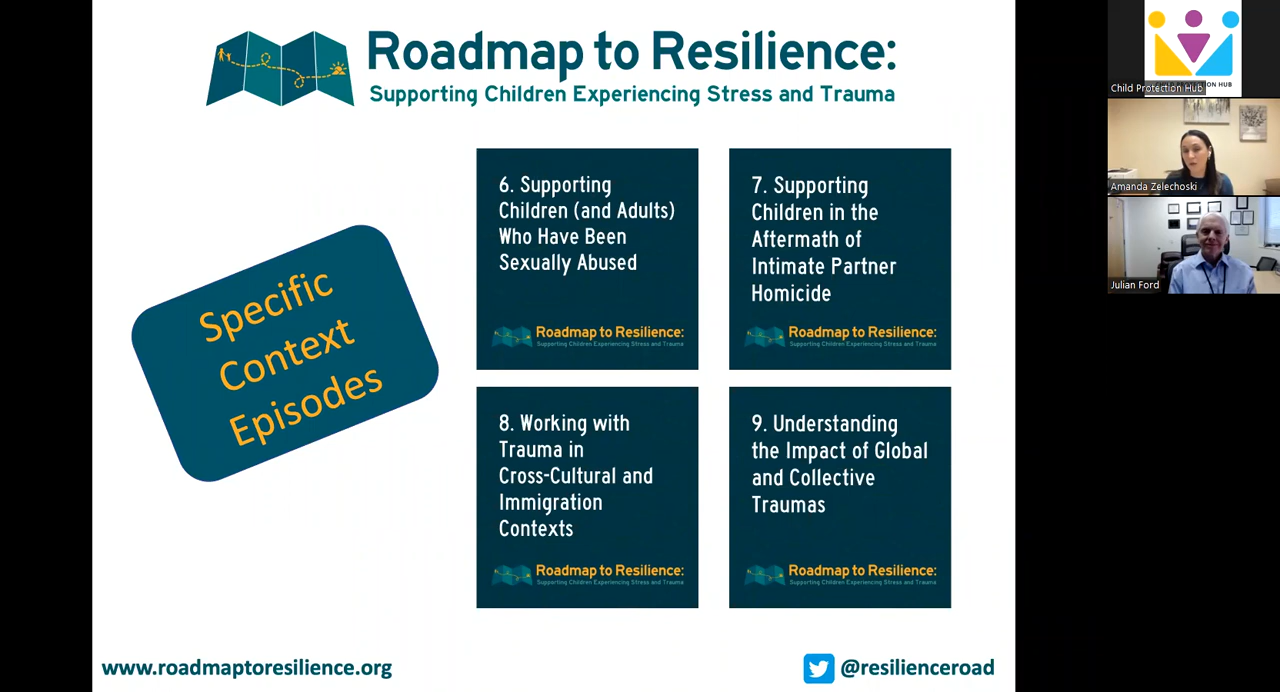 Roadmap to Resilience:
Supporting Children Experiencing Stress and Trauma
Specific
Context
Episodes
6. Supporting
Children (and Adults)
Who Have Been
Sexually Abused
Roadmap to Resilience:
Supporting Children Experiencing Stress and Trauma
7. Supporting
Children in the
Aftermath of
Intimate Partner
Homicide
Roadmap to Resilience:
Supporting Children Experiencing Stress and Trauma
8. Working with
Trauma in
Cross-Cultural and
Immigration
Contexts
Roadmap to Resilience:
Supporting Children Experiencing Stress and Trauma
9. Understanding
the Impact of Global
and Collective
Traumas
Roadmap to Resilience:
Supporting Children Experiencing Stress and Trauma
www.roadmaptoresilience.org
@resilienceroad
Child Protection Hub
Amanda Zelechoski
Julian Ford